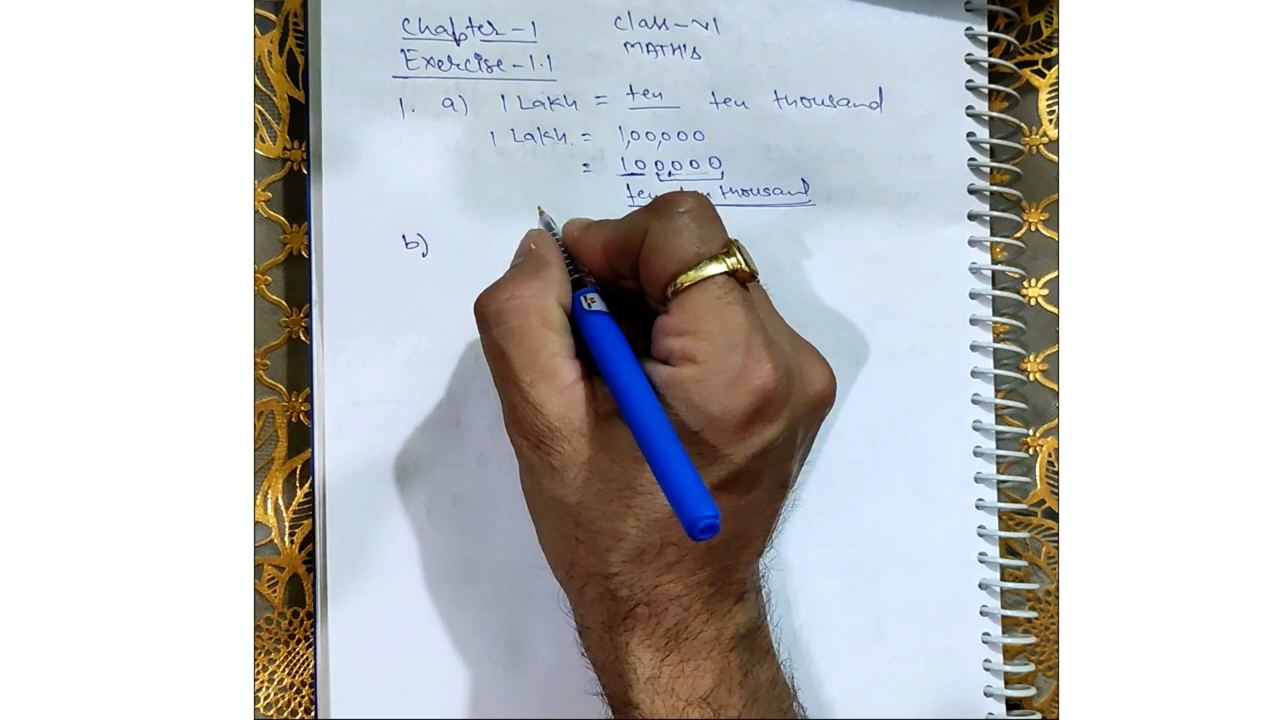 Chapter-1 Class-VI
Exercise-1.1 MATH'S
1. a) 1 Lakh = ten ten thousand
1 Lakh = 1,00,000
= 100,000
thousand
b)